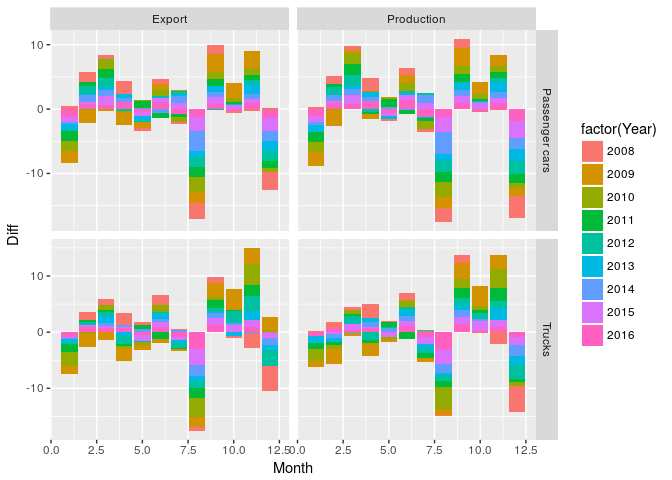 Export Production
10
0
-10
Passenger cars
10
0
-10
Trucks
Diff
0.0 2.5 5.0 7.5 10.0 12.50.0 2.5 5.0 7.5 10.0 12.5
Month
factor(Year)
2008
2009
2010
2011
2012
2013
2014
2015
2016